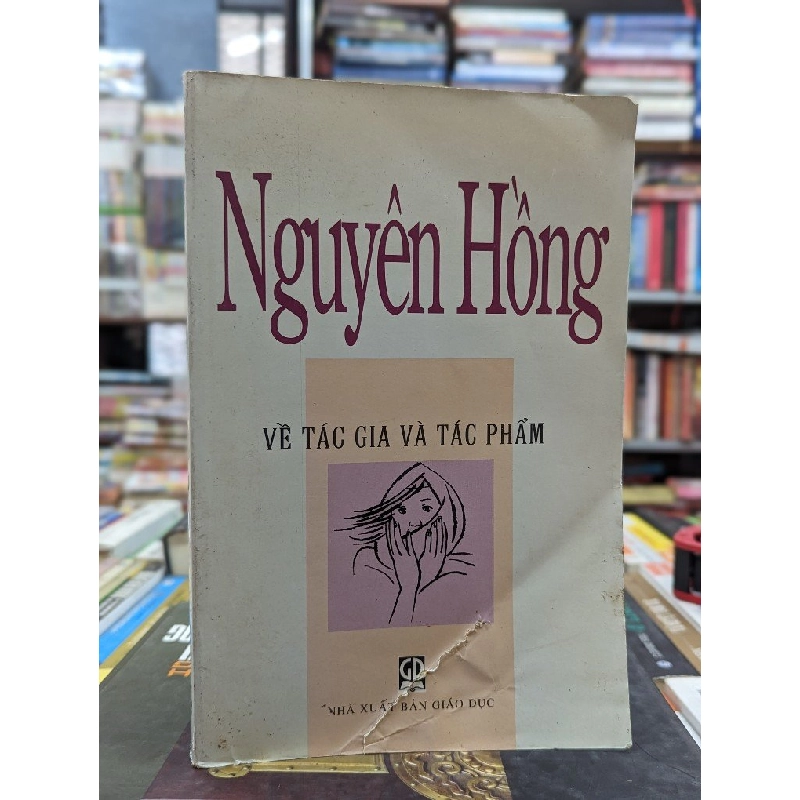 Nguyên Hồng
VỀ TÁC GIA VÀ TÁC PHẨM
GD
NHÀ XUẤT BẢN GIÁO DỤC